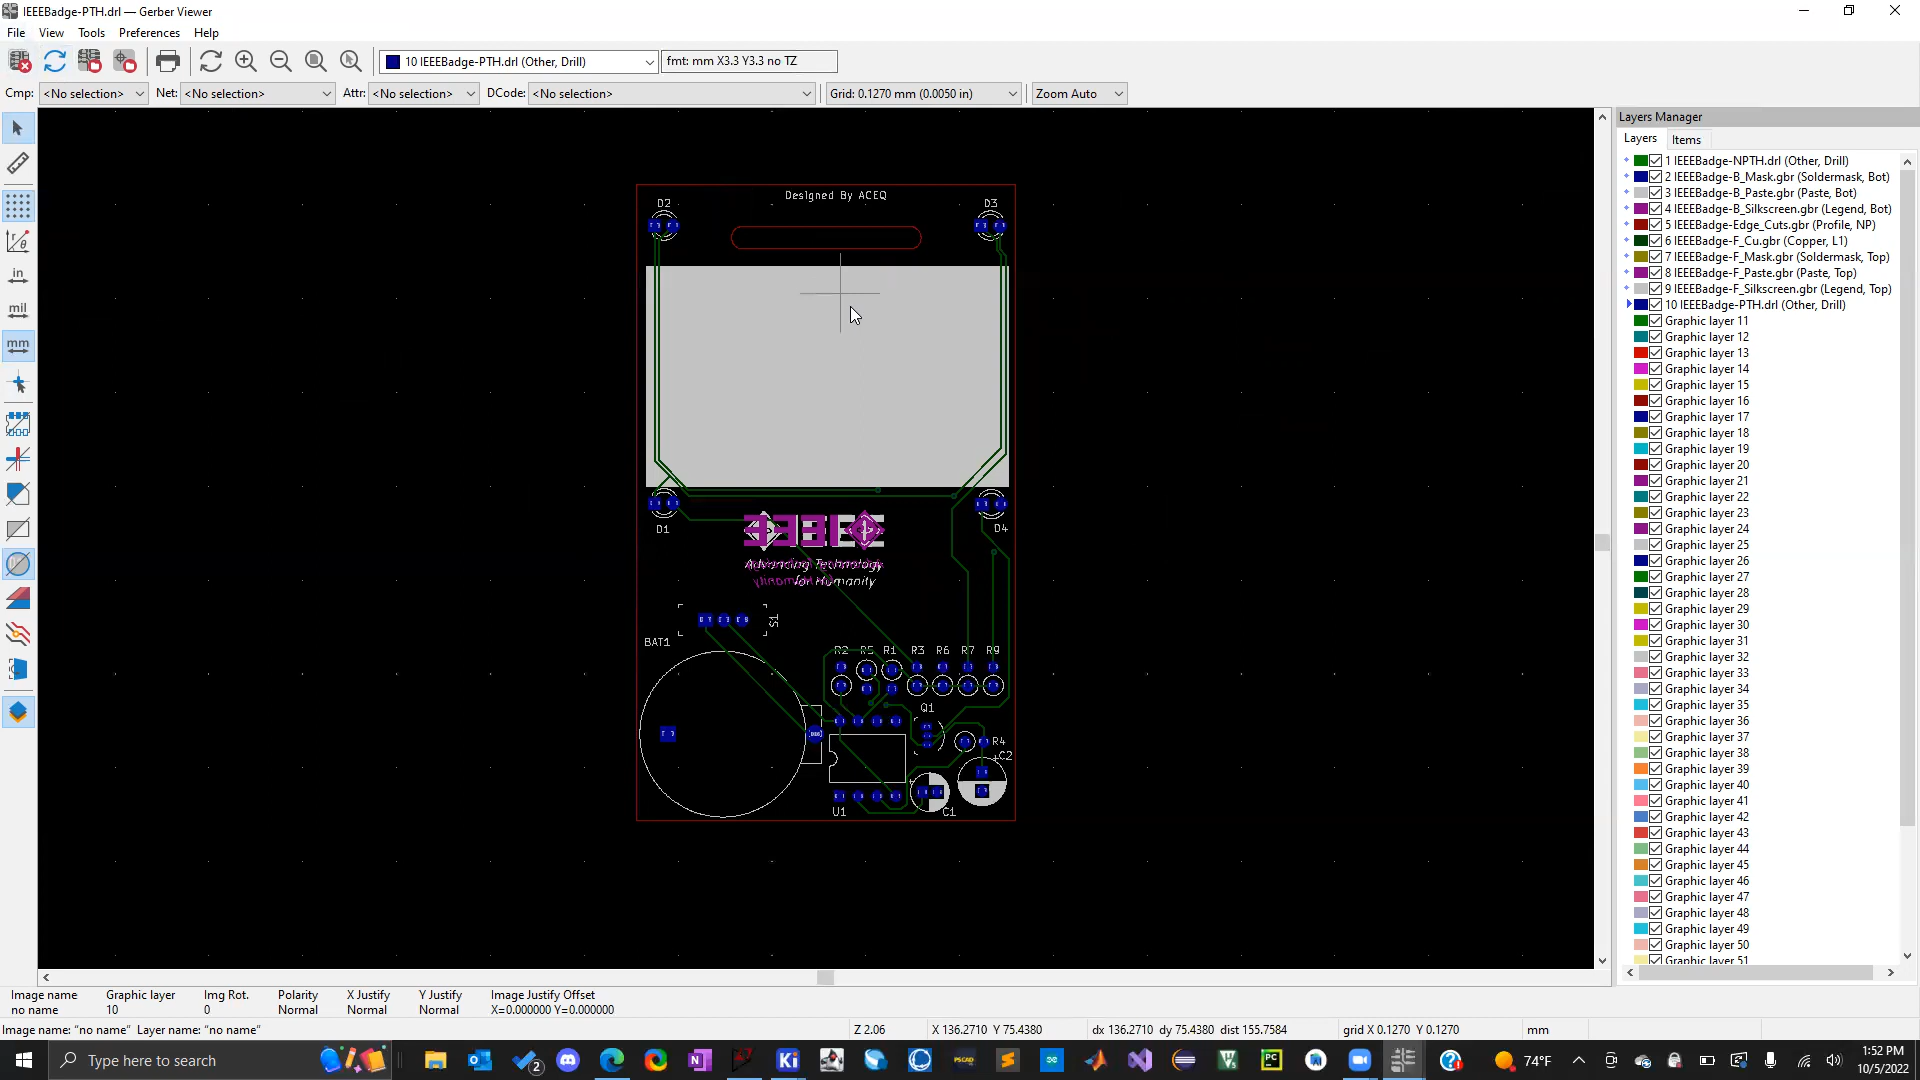 IEEEBadge-PTH.drl — Gerber Viewer
File View Tools Preferences Help
10 IEEEBadge-PTH.drl (Other, Drill)
fmt: mm X3.3 Y3.3 no TZ
Cmp: <No selection> Net: <No selection> Attr: <No selection> DCode: <No selection> Grid: 0.1270 mm (0.0050 in) Zoom Auto
in
mil
mm
Designed By ACEQ
D2
D3
D1
D4
IEEE
Advancing Technology
for Humanity
S1
BAT1
R2 R5 R1 R3 R6 R7 R9
Q1
R4
C2
U1
C1
Layers Manager
Layers Items
1 IEEEBadge-NPTH.drl (Other, Drill)
2 IEEEBadge-B_Mask.gbr (Soldermask, Bot)
3 IEEEBadge-B_Paste.gbr (Paste, Bot)
4 IEEEBadge-B_Silkscreen.gbr (Legend, Bot)
5 IEEEBadge-Edge_Cuts.gbr (Profile, NP)
6 IEEEBadge-F_Cu.gbr (Copper, L1)
7 IEEEBadge-F_Mask.gbr (Soldermask, Top)
8 IEEEBadge-F_Paste.gbr (Paste, Top)
9 IEEEBadge-F_Silkscreen.gbr (Legend, Top)
10 IEEEBadge-PTH.drl (Other, Drill)
Graphic layer 11
Graphic layer 12
Graphic layer 13
Graphic layer 14
Graphic layer 15
Graphic layer 16
Graphic layer 17
Graphic layer 18
Graphic layer 19
Graphic layer 20
Graphic layer 21
Graphic layer 22
Graphic layer 23
Graphic layer 24
Graphic layer 25
Graphic layer 26
Graphic layer 27
Graphic layer 28
Graphic layer 29
Graphic layer 30
Graphic layer 31
Graphic layer 32
Graphic layer 33
Graphic layer 34
Graphic layer 35
Graphic layer 36
Graphic layer 37
Graphic layer 38
Graphic layer 39
Graphic layer 40
Graphic layer 41
Graphic layer 42
Graphic layer 43
Graphic layer 44
Graphic layer 45
Graphic layer 46
Graphic layer 47
Graphic layer 48
Graphic layer 49
Graphic layer 50
Graphic layer 51
Image name Graphic layer Img Rot. Polarity X Justify Y Justify Image Justify Offset
no name 10 0 Normal Normal Normal X=0.000000 Y=0.000000
Image name: "no name" Layer name: "no name" Z 2.06 X 136.2710 Y 75.4380 dx 136.2710 dy 75.4380 dist 155.7584 grid X 0.1270 Y 0.1270 mm
Type here to search
2
Ki
PSCAD
PC
74°F
1:52 PM
10/5/2022